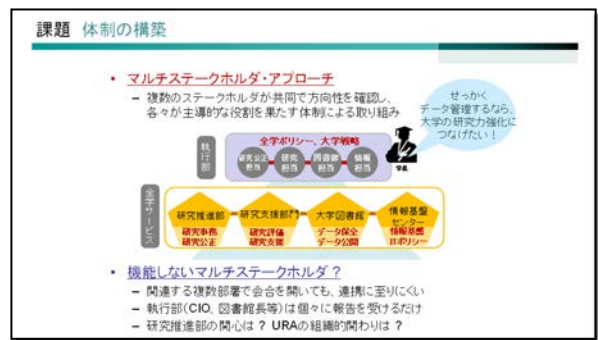 課題 体制の構築
• マルチステークホルダ・アプローチ
– 複数のステークホルダが共同で方向性を確認し、
各々が主導的な役割を果たす体制による取り組み
せっかく
データ管理するなら、
大学の研究力強化に
つなげたい!
執行部
全学ポリシー、大学戦略
研究公正
担当
研究
担当
図書館
担当
情報
担当
学長
全学サービス
研究推進部
研究事務
研究公正
研究支援部門
研究評価
研究支援
大学図書館
データ保全
データ公開
情報基盤
センター
情報基盤
ITポリシー
• 機能しないマルチステークホルダ?
– 関連する複数部署で会合を開いても、連携に至りにくい
– 執行部(CIO、図書館長等)は個々に報告を受けるだけ
– 研究推進部の関心は? URAの組織的関わりは?